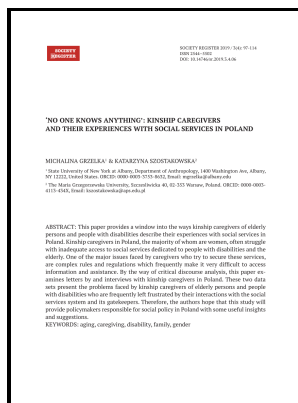 SOCIETY
REGISTER
SOCIETY REGISTER 2019 / 3(4): 97-114
ISSN 2544–5502
DOI: 10.14746/sr.2019.3.4.06
'NO ONE KNOWS ANYTHING': KINSHIP CAREGIVERS
AND THEIR EXPERIENCES WITH SOCIAL SERVICES IN POLAND
MICHALINA GRZELKA¹ & KATARZYNA SZOSTAKOWSKA²
¹ State University of New York at Albany, Department of Anthropology, 1400 Washington Ave, Albany,
NY 12222, United States. ORCID: 0000-0003-3755-8632, Email: mgrzelka@albany.edu
² The Maria Grzegorzewska University, Szczęśliwicka 40, 02-353 Warsaw, Poland. ORCID: 0000-0003-
4115-454X, Email: kszostakowska@aps.edu.pl
ABSTRACT: This paper provides a window into the ways kinship caregivers of elderly
persons and people with disabilities describe their experiences with social services in
Poland. Kinship caregivers in Poland, the majority of whom are women, often struggle
with inadequate access to social services dedicated to people with disabilities and the
elderly. One of the major issues faced by caregivers who try to secure these services,
are complex rules and regulations which frequently make it very difficult to access
information and assistance. By the way of critical discourse analysis, this paper ex-
amines letters by and interviews with kinship caregivers in Poland. These two data
sets present the problems faced by kinship caregivers of elderly persons and people
with disabilities who are frequently left frustrated by their interactions with the social
services system and its gatekeepers. Therefore, the authors hope that this study will
provide policymakers responsible for social policy in Poland with some useful insights
and suggestions.
KEYWORDS: aging, caregiving, disability, family, gender